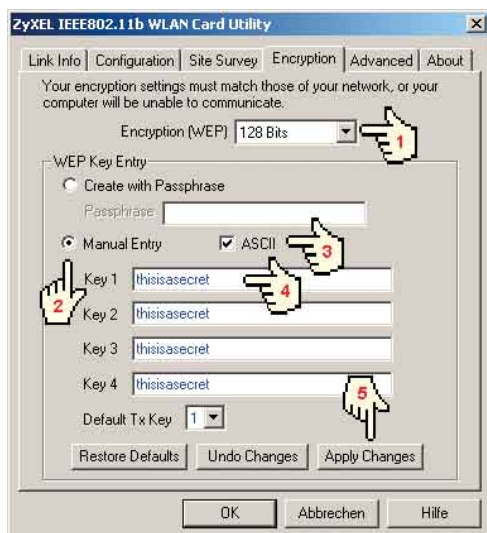 ZyXEL IEEE802.11b WLAN Card Utility
Link Info Configuration Site Survey Encryption Advanced About
Your encryption settings must match those of your network, or your
computer will be unable to communicate.
Encryption (WEP) 128 Bits
1
WEP Key Entry
Create with Passphrase
Passphrase
Manual Entry ASCII
3
2
Key 1 thisisasecret
4
Key 2 thisisasecret
Key 3 thisisasecret
Key 4 thisisasecret
5
Default Tx Key 1
Restore Defaults Undo Changes Apply Changes
OK Abbrechen Hilfe